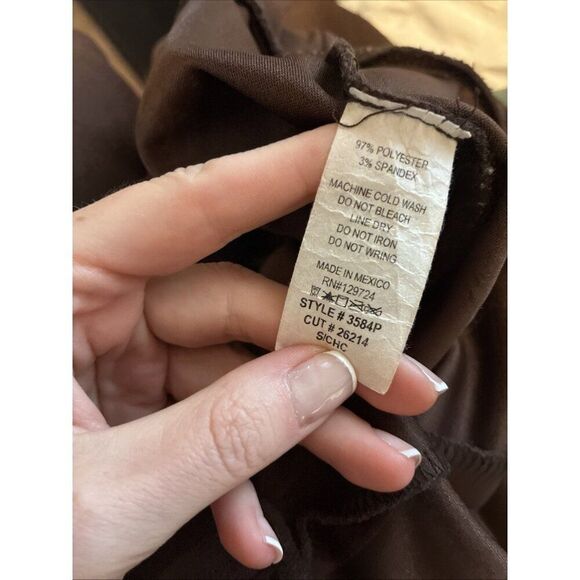 97% POLYESTER
3% SPANDEX
MACHINE COLD WASH
DO NOT BLEACH
LINE DRY
DO NOT IRON
DO NOT WRING
MADE IN MEXICO
RN#129724
STYLE # 3584P
CUT # 26214
S/CHC